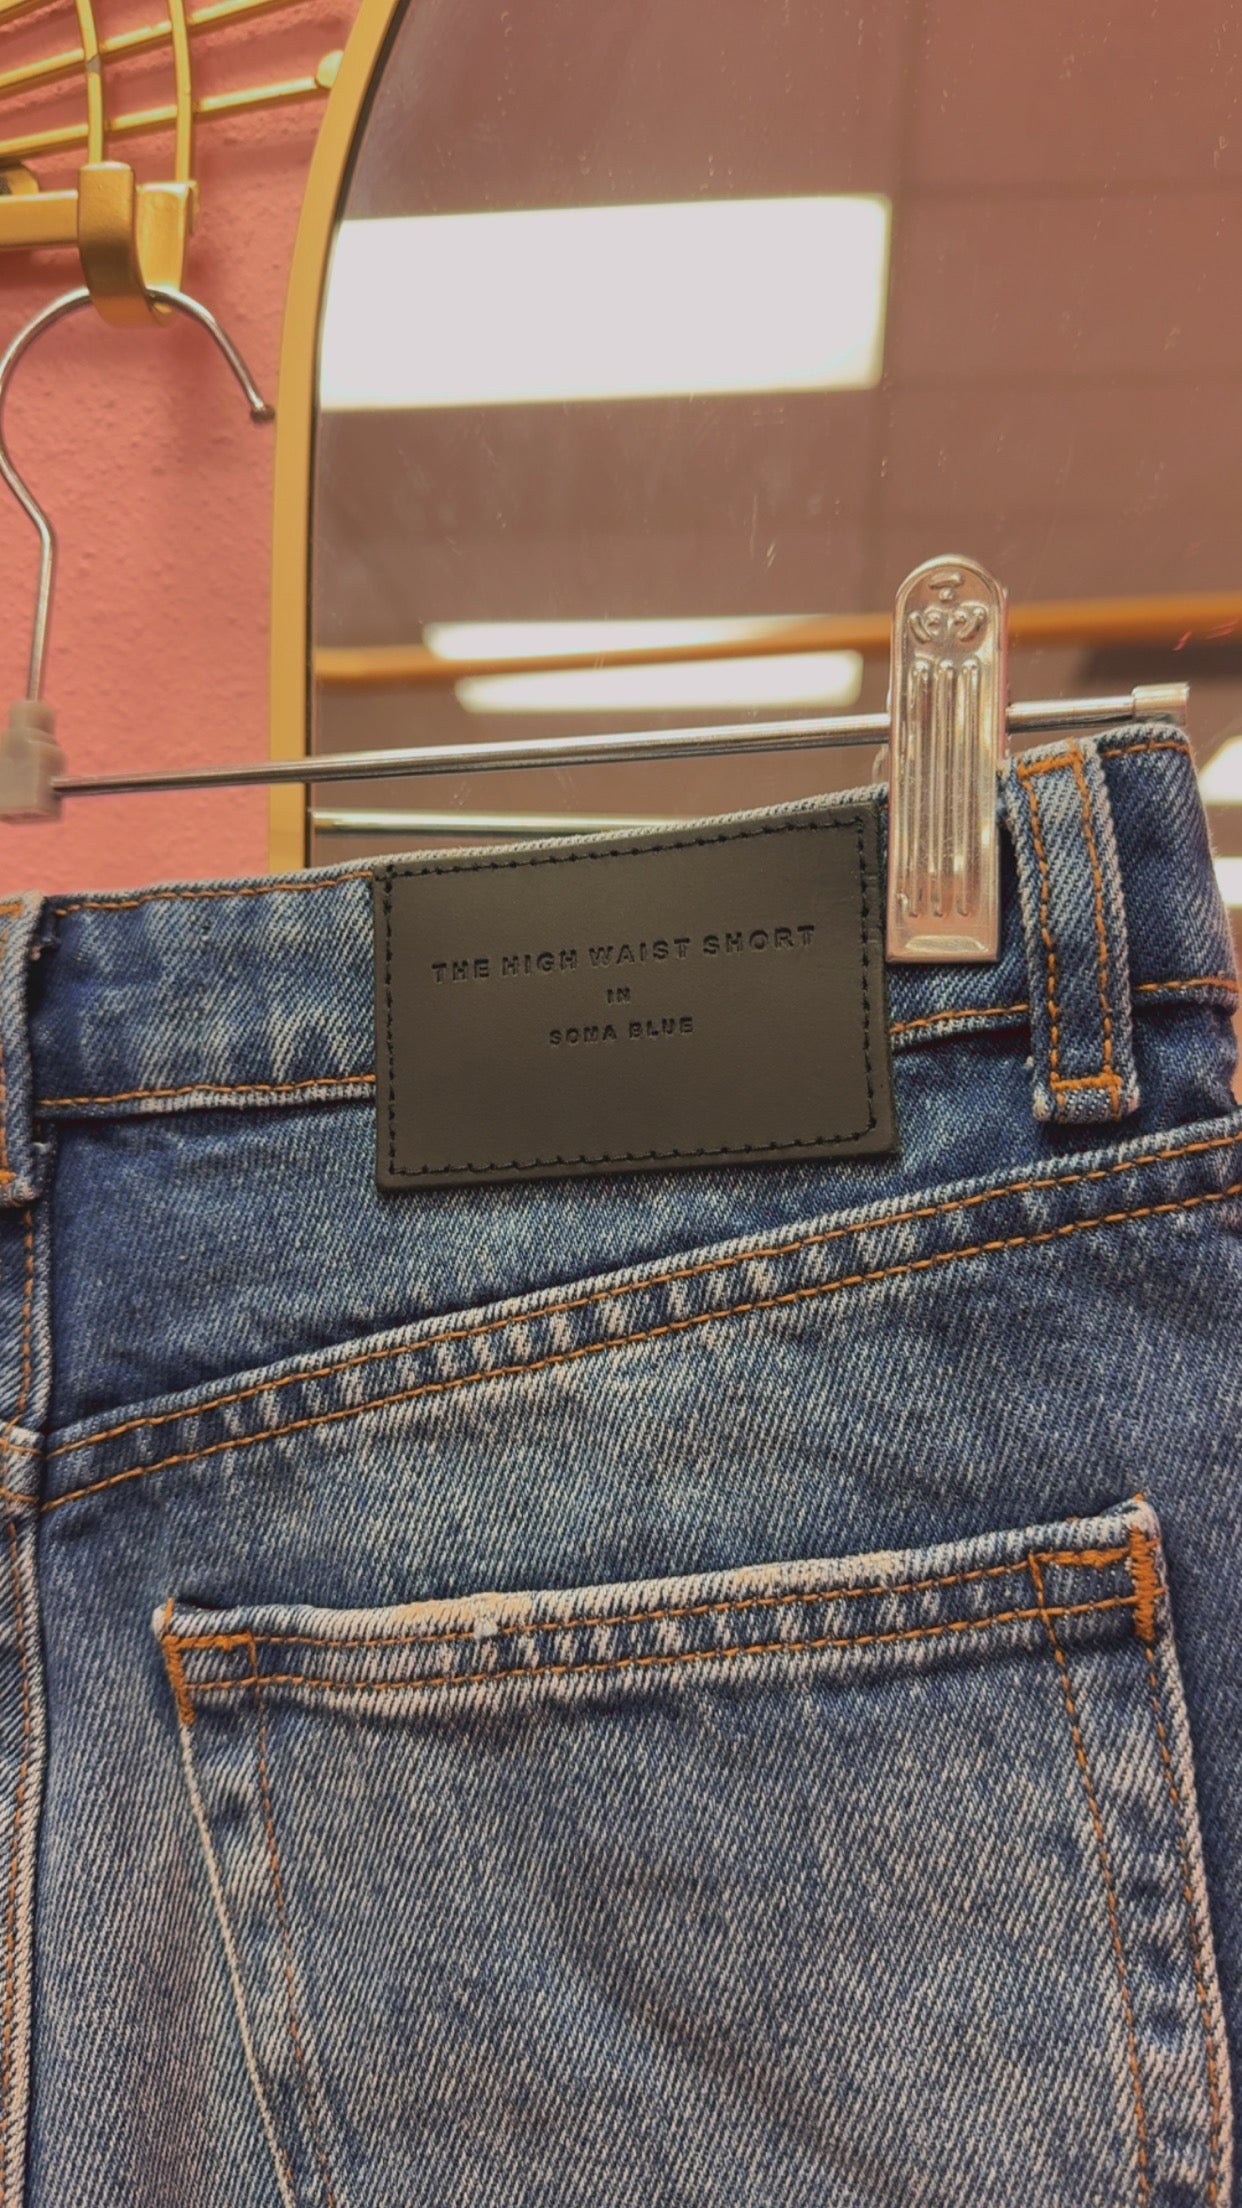 THE HIGH WAIST SHORT
IN
SOMA BLUE